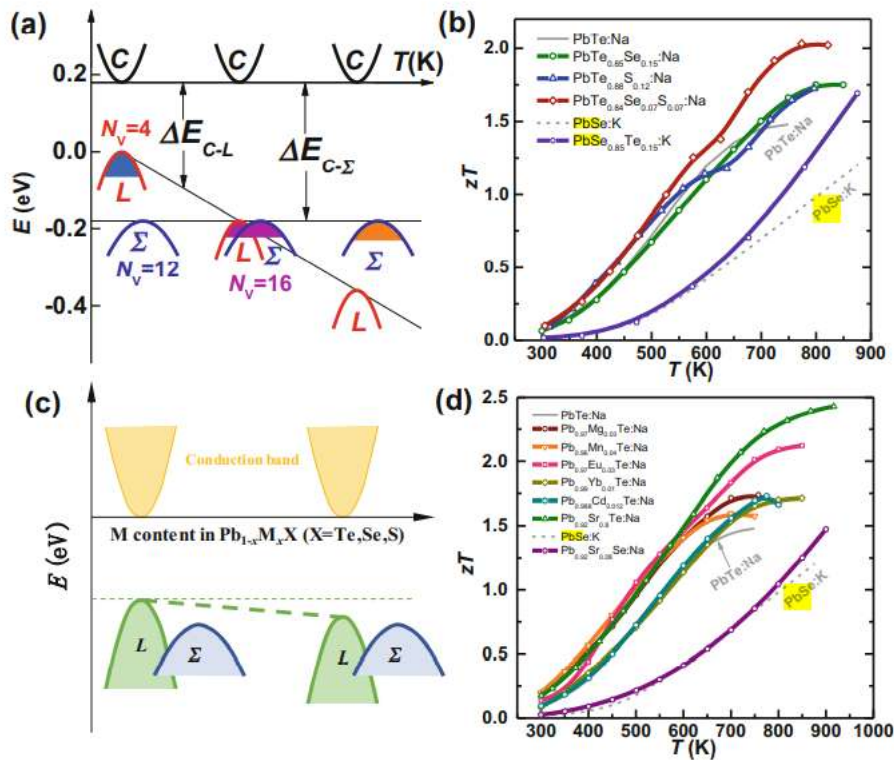 (a)
C
C
C
T(K)
0.2
N_V=4
0.0
L
ΔE_C-L
ΔE_C-Σ
E (eV)
-0.2
Σ
L
Σ
Σ
N_V=12
N_V=16
-0.4
L
(b)
2.0
1.5
1.0
0.5
0.0
zT
PbTe:Na
PbTe0.85Se0.15:Na
PbTe0.88S0.12:Na
PbTe0.84Se0.07S0.07:Na
PbSe:K
PbSe0.85Te0.15:K
PbTe:Na
PbSe:K
300 400 500 600 700 800 900
T (K)
(c)
Conduction band
M content in Pb1-xMxX (X=Te,Se,S)
E (eV)
L
Σ
L
Σ
(d)
2.5
2.0
1.5
1.0
0.5
0.0
zT
PbTe:Na
Pb0.97Mg0.03Te:Na
Pb0.96Mn0.04Te:Na
Pb0.97Eu0.03Te:Na
Pb0.99Yb0.01Te:Na
Pb0.988Cd0.012Te:Na
Pb0.92Sr0.8Te:Na
PbSe:K
Pb0.92Sr0.08Se:Na
PbTe:Na
PbSe:K
300 400 500 600 700 800 900 1000
T (K)